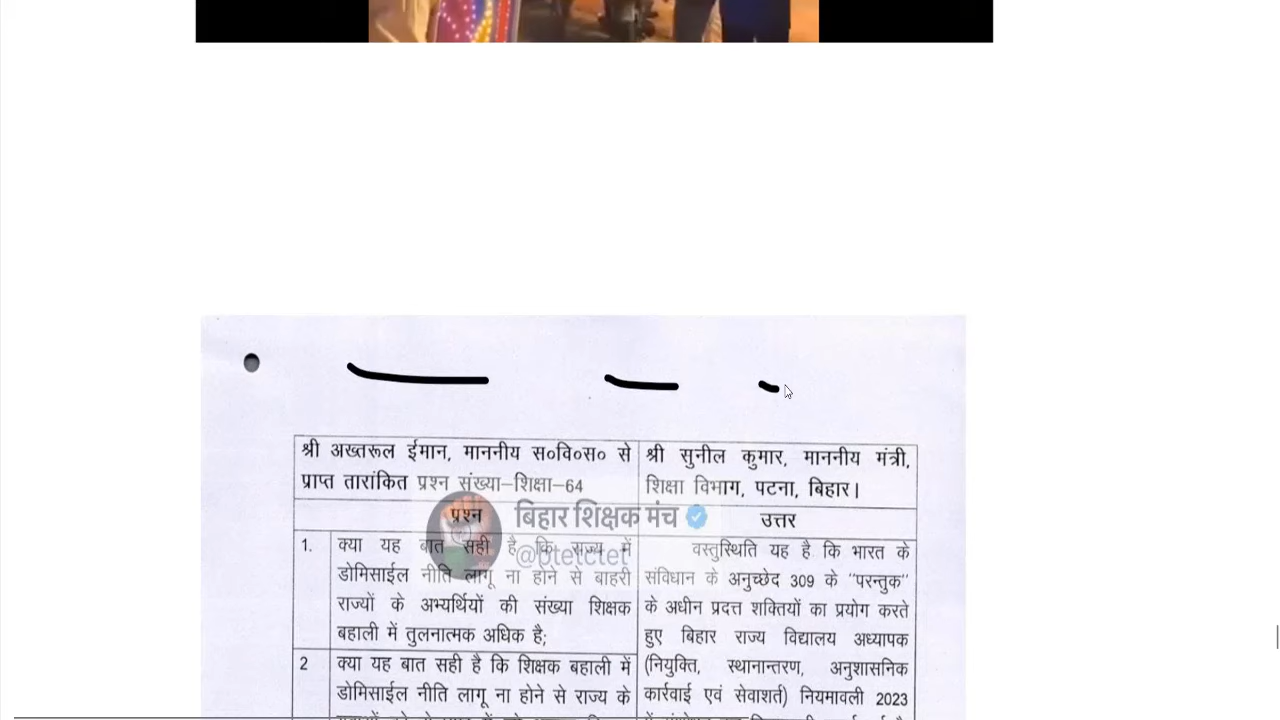 श्री अख्तरूल ईमान, माननीय स०वि०स० से
प्राप्त तारांकित प्रश्न संख्या–शिक्षा–64
श्री सुनील कुमार, माननीय मंत्री,
शिक्षा विभाग, पटना, बिहार।
प्रश्न
उत्तर
बिहार शिक्षक मंच
@btetctet
1. क्या यह बात सही है कि राज्य में
डोमिसाईल नीति लागू ना होने से बाहरी
राज्यों के अभ्यर्थियों की संख्या शिक्षक
बहाली में तुलनात्मक अधिक है;
2 क्या यह बात सही है कि शिक्षक बहाली में
डोमिसाईल नीति लागू ना होने से राज्य के
वस्तुस्थिति यह है कि भारत के
संविधान के अनुच्छेद 309 के "परन्तुक"
के अधीन प्रदत्त शक्तियों का प्रयोग करते
हुए बिहार राज्य विद्यालय अध्यापक
(नियुक्ति, स्थानान्तरण, अनुशासनिक
कार्रवाई एवं सेवाशर्त) नियमावली 2023